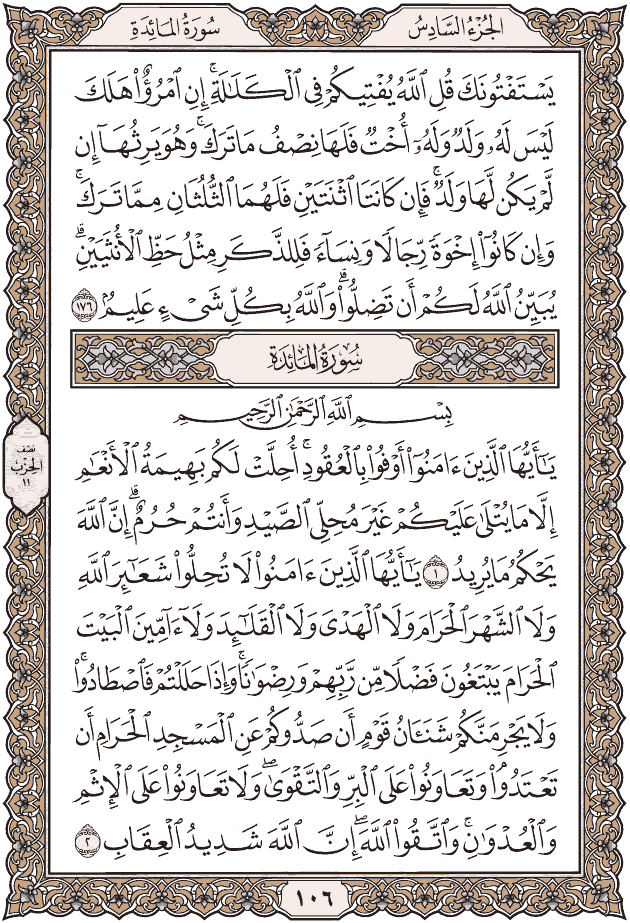 سُورَةُ المَائِدَةِ
الجُزْءُ السَّادِسُ
يَسْتَفْتُونَكَ قُلِ ٱللَّهُ يُفْتِيكُمْ فِى ٱلْكَلَـٰلَةِ ۚ إِنِ ٱمْرُؤٌا۟ هَلَكَ
لَيْسَ لَهُۥ وَلَدٌ وَلَهُۥٓ أُخْتٌ فَلَهَا نِصْفُ مَا تَرَكَ ۚ وَهُوَ يَرِثُهَآ إِن
لَّمْ يَكُن لَّهَا وَلَدٌ ۚ فَإِن كَانَتَا ٱثْنَتَيْنِ فَلَهُمَا ٱلثُّلُثَانِ مِمَّا تَرَكَ ۚ
وَإِن كَانُوٓا۟ إِخْوَةً رِّجَالًا وَنِسَآءً فَلِلذَّكَرِ مِثْلُ حَظِّ ٱلْأُنثَيَيْنِ ۗ
يُبَيِّنُ ٱللَّهُ لَكُمْ أَن تَضِلُّوا۟ ۗ وَٱللَّهُ بِكُلِّ شَىْءٍ عَلِيمٌۢ ١٧٦
سُورَةُ المَائِدَةِ
بِسْمِ ٱللَّهِ ٱلرَّحْمَـٰنِ ٱلرَّحِيمِ
يَـٰٓأَيُّهَا ٱلَّذِينَ ءَامَنُوٓا۟ أَوْفُوا۟ بِٱلْعُقُودِ ۚ أُحِلَّتْ لَكُم بَهِيمَةُ ٱلْأَنْعَـٰمِ
إِلَّا مَا يُتْلَىٰ عَلَيْكُمْ غَيْرَ مُحِلِّى ٱلصَّيْدِ وَأَنتُمْ حُرُمٌ ۗ إِنَّ ٱللَّهَ
يَحْكُمُ مَا يُرِيدُ ١ يَـٰٓأَيُّهَا ٱلَّذِينَ ءَامَنُوا۟ لَا تُحِلُّوا۟ شَعَـٰٓئِرَ ٱللَّهِ
وَلَا ٱلشَّهْرَ ٱلْحَرَامَ وَلَا ٱلْهَدْىَ وَلَا ٱلْقَلَـٰٓئِدَ وَلَآ ءَآمِّينَ ٱلْبَيْتَ
ٱلْحَرَامَ يَبْتَغُونَ فَضْلًا مِّن رَّبِّهِمْ وَرِضْوَٰنًا ۚ وَإِذَا حَلَلْتُمْ فَٱصْطَادُوا۟ ۚ
وَلَا يَجْرِمَنَّكُمْ شَنَـَٔانُ قَوْمٍ أَن صَدُّوكُمْ عَنِ ٱلْمَسْجِدِ ٱلْحَرَامِ أَن
تَعْتَدُوا۟ ۘ وَتَعَاوَنُوا۟ عَلَى ٱلْبِرِّ وَٱلتَّقْوَىٰ ۖ وَلَا تَعَاوَنُوا۟ عَلَى ٱلْإِثْمِ
وَٱلْعُدْوَٰنِ ۚ وَٱتَّقُوا۟ ٱللَّهَ ۖ إِنَّ ٱللَّهَ شَدِيدُ ٱلْعِقَابِ ٢
نصف
الحزب
١١
١٠٦